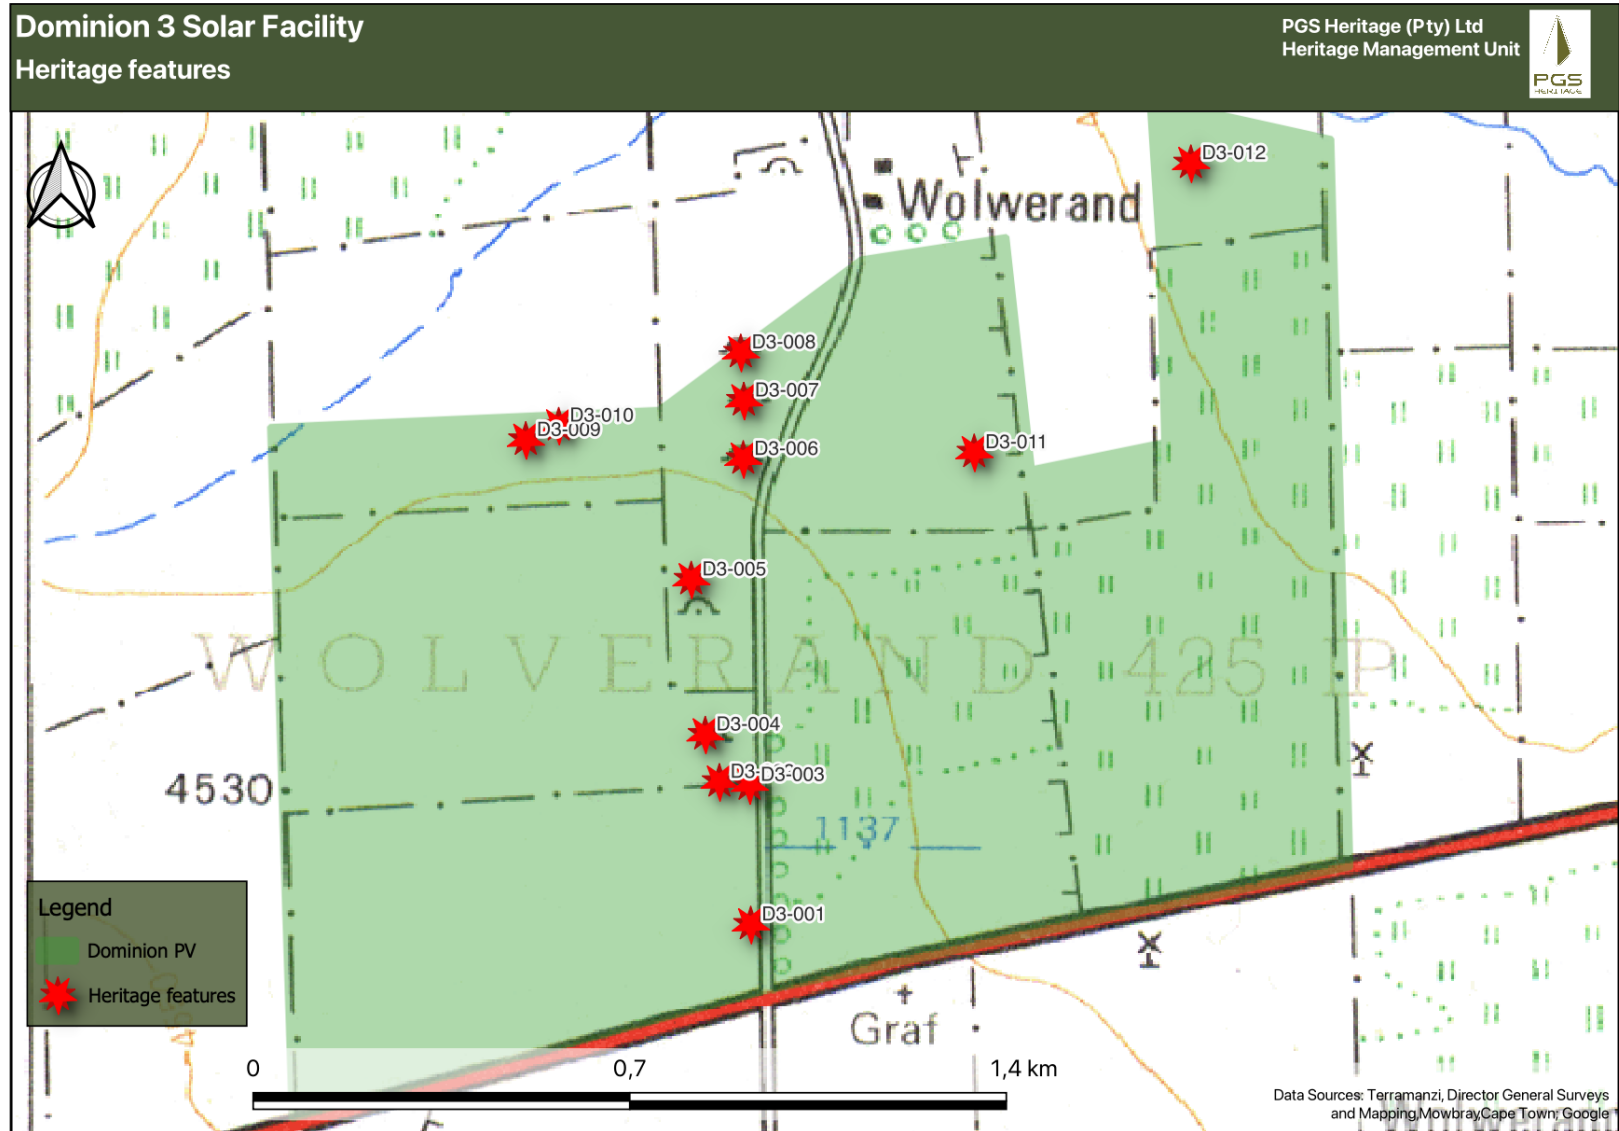 Dominion 3 Solar Facility
Heritage features
PGS Heritage (Pty) Ltd
Heritage Management Unit
PGS
HERITAGE
D3-012
Wolwerand
D3-008
D3-007
D3-010
D3-009
D3-006
D3-011
D3-005
WOLVERAND 425 IP
D3-004
D3-003
4530
1137
D3-001
Legend
Dominion PV
Heritage features
Graf
0 0,7 1,4 km
Data Sources: Terramanzi, Director General Surveys
and Mapping,Mowbray,Cape Town, Google